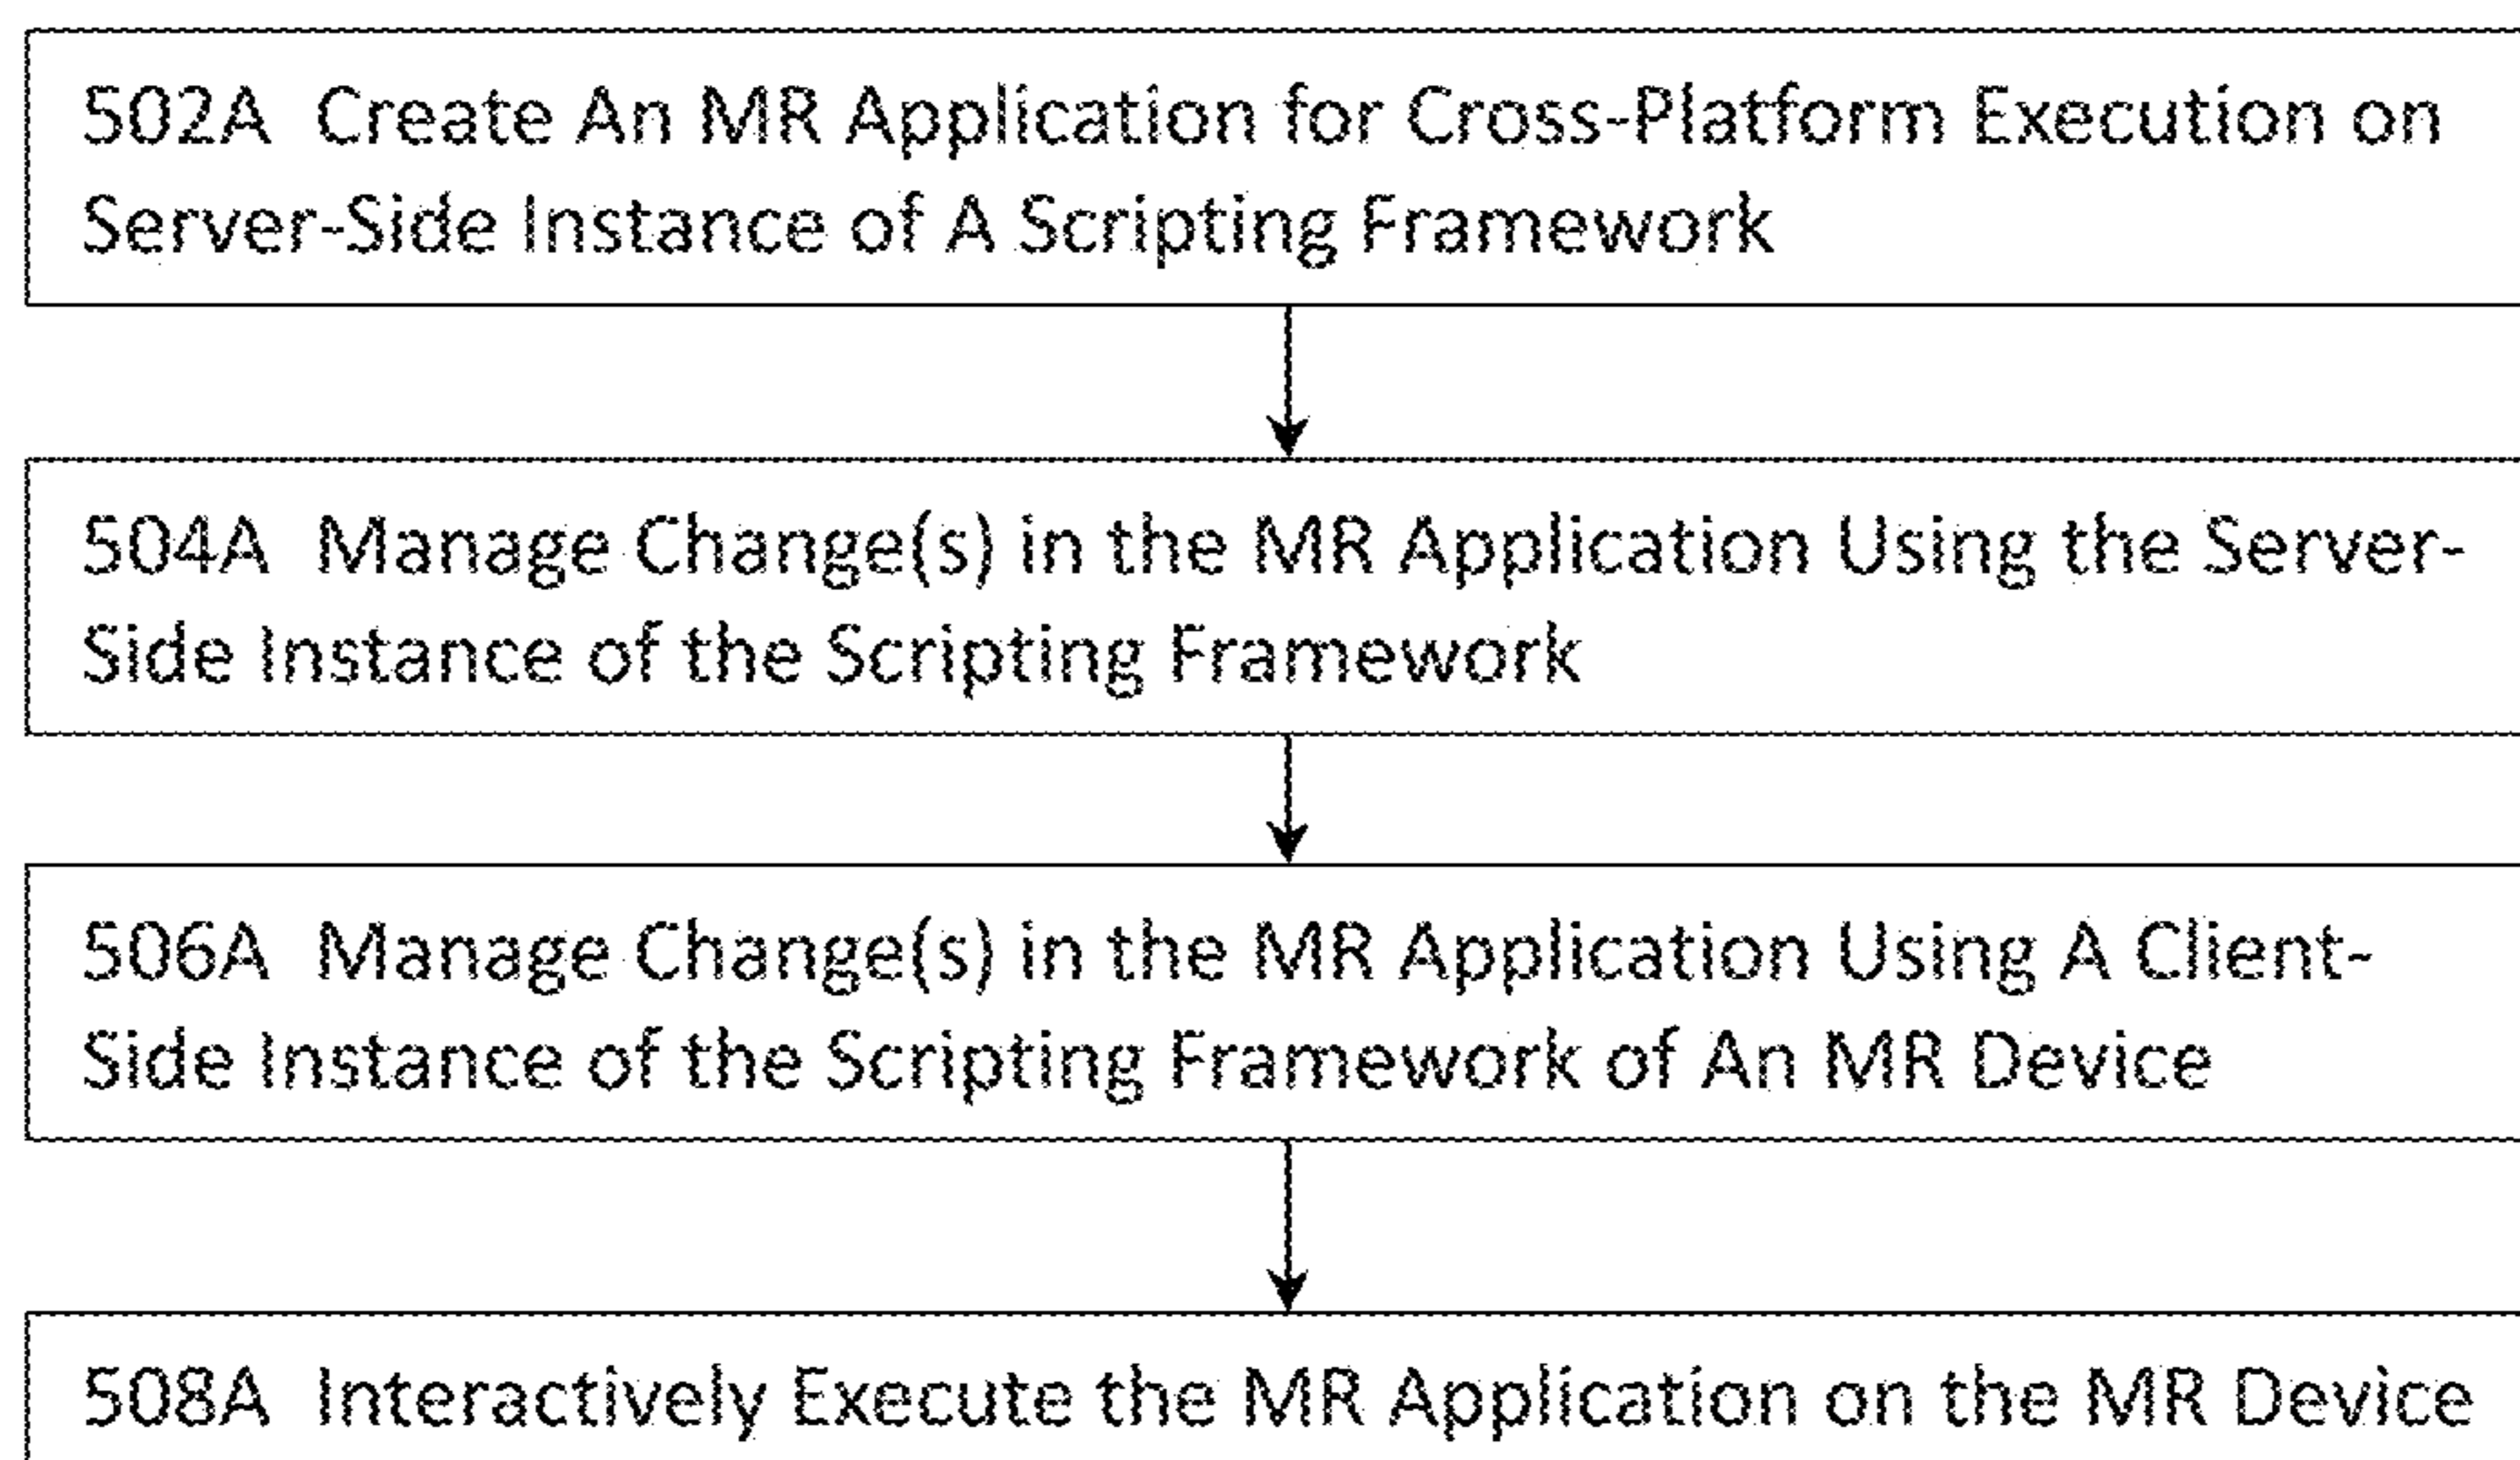 502A Create An MR Application for Cross-Platform Execution on
Server-Side Instance of A Scripting Framework
504A Manage Change(s) in the MR Application Using the Server-
Side Instance of the Scripting Framework
506A Manage Change(s) in the MR Application Using A Client-
Side Instance of the Scripting Framework of An MR Device
508A Interactively Execute the MR Application on the MR Device